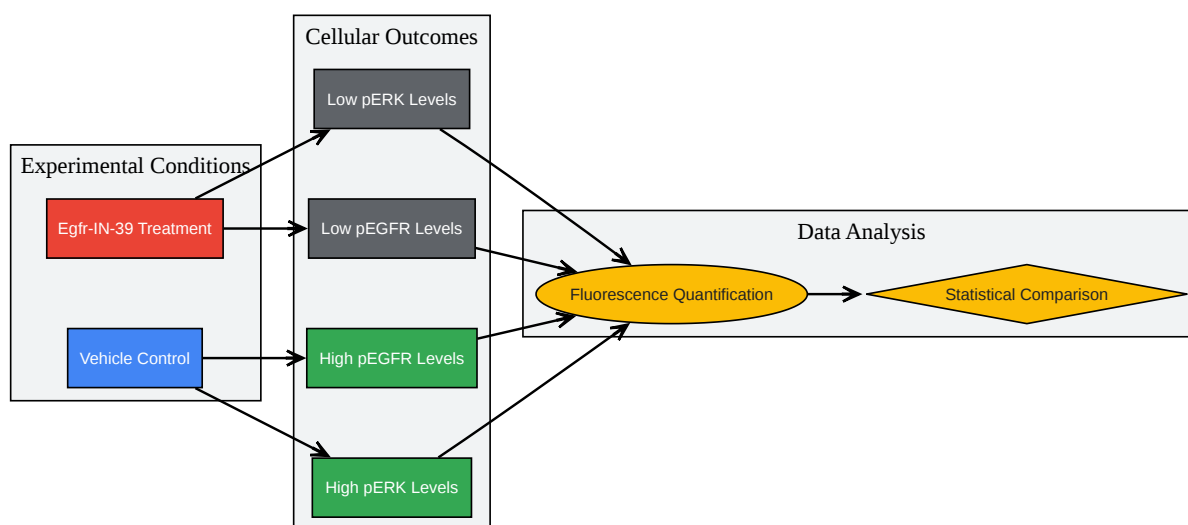 Cellular Outcomes
Low pERK Levels
Experimental Conditions
Egfr-IN-39 Treatment
Low pEGFR Levels
Data Analysis
Fluorescence Quantification
Statistical Comparison
Vehicle Control
High pEGFR Levels
High pERK Levels